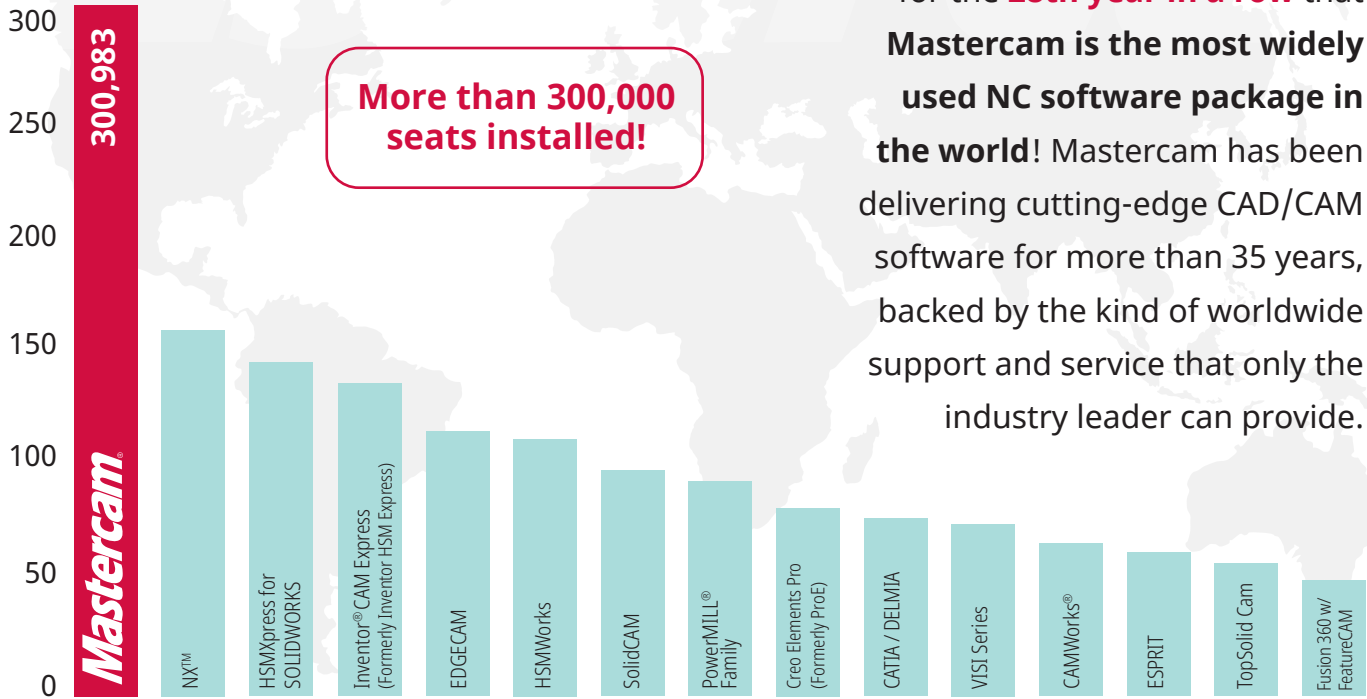 300
250
200
150
100
50
0
300,983
Mastercam®
More than 300,000
seats installed!
Mastercam is the most widely
used NC software package in
the world! Mastercam has been
delivering cutting-edge CAD/CAM
software for more than 35 years,
backed by the kind of worldwide
support and service that only the
industry leader can provide.
NX™
HSMXpress for
SOLIDWORKS
Inventor® CAM Express
(Formerly Inventor HSM Express)
EDGECAM
HSMWorks
SolidCAM
PowerMILL®
Family
Creo Elements Pro
(Formerly ProE)
CATIA / DELMIA
VISI Series
CAMWorks®
ESPRIT
TopSolid Cam
Fusion 360 w/
FeatureCAM